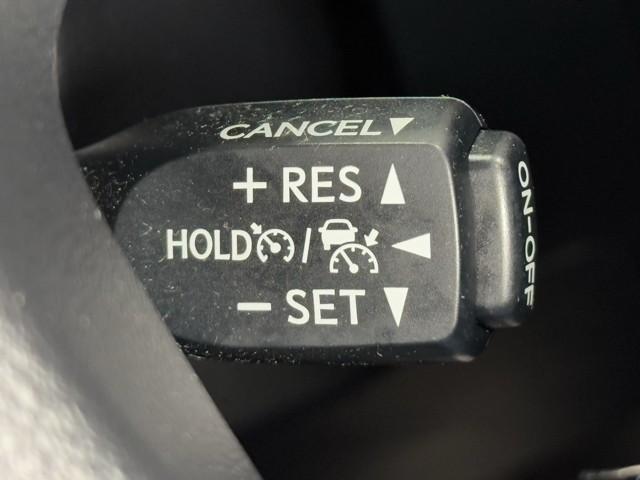 CANCEL▼
+ RES ▲
HOLD / ◀
− SET ▼
ON-OFF